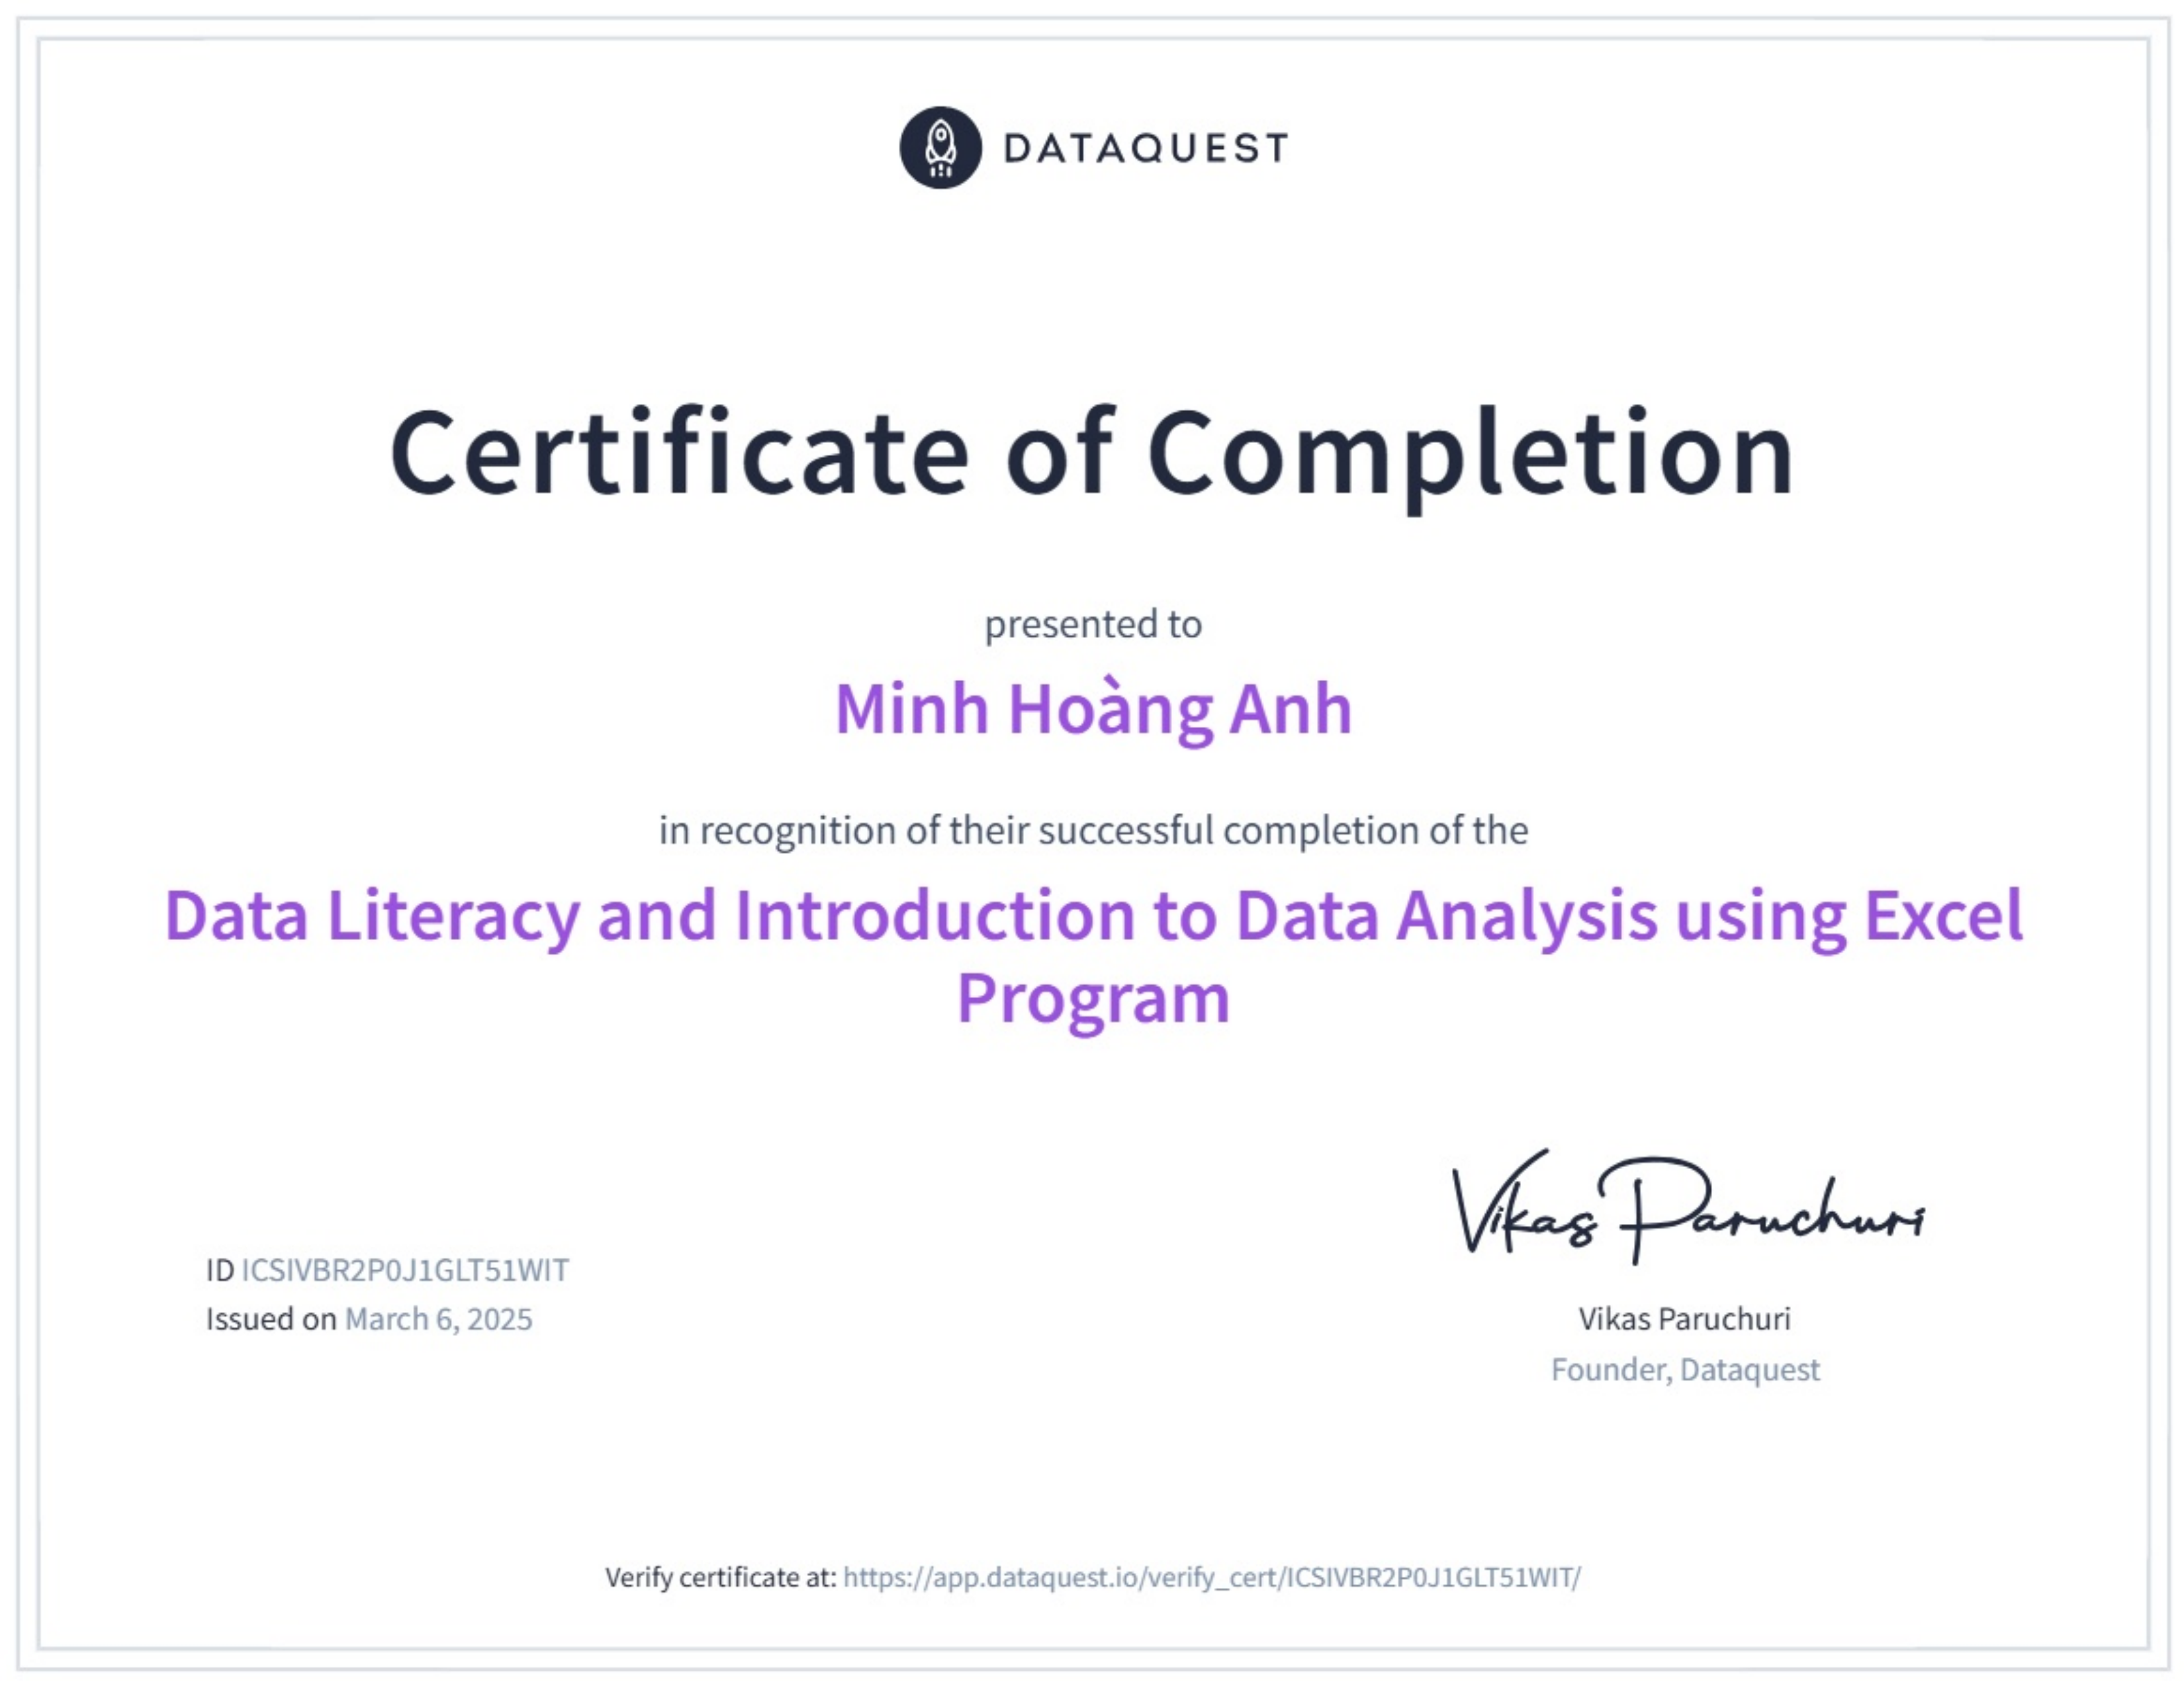 DATAQUEST
Certificate of Completion
presented to
Minh Hoàng Anh
in recognition of their successful completion of the
Data Literacy and Introduction to Data Analysis using Excel
Program
Vikas Paruchuri
ID ICSIVBR2P0J1GLT51WIT
Issued on March 6, 2025
Vikas Paruchuri
Founder, Dataquest
Verify certificate at: https://app.dataquest.io/verify_cert/ICSIVBR2P0J1GLT51WIT/